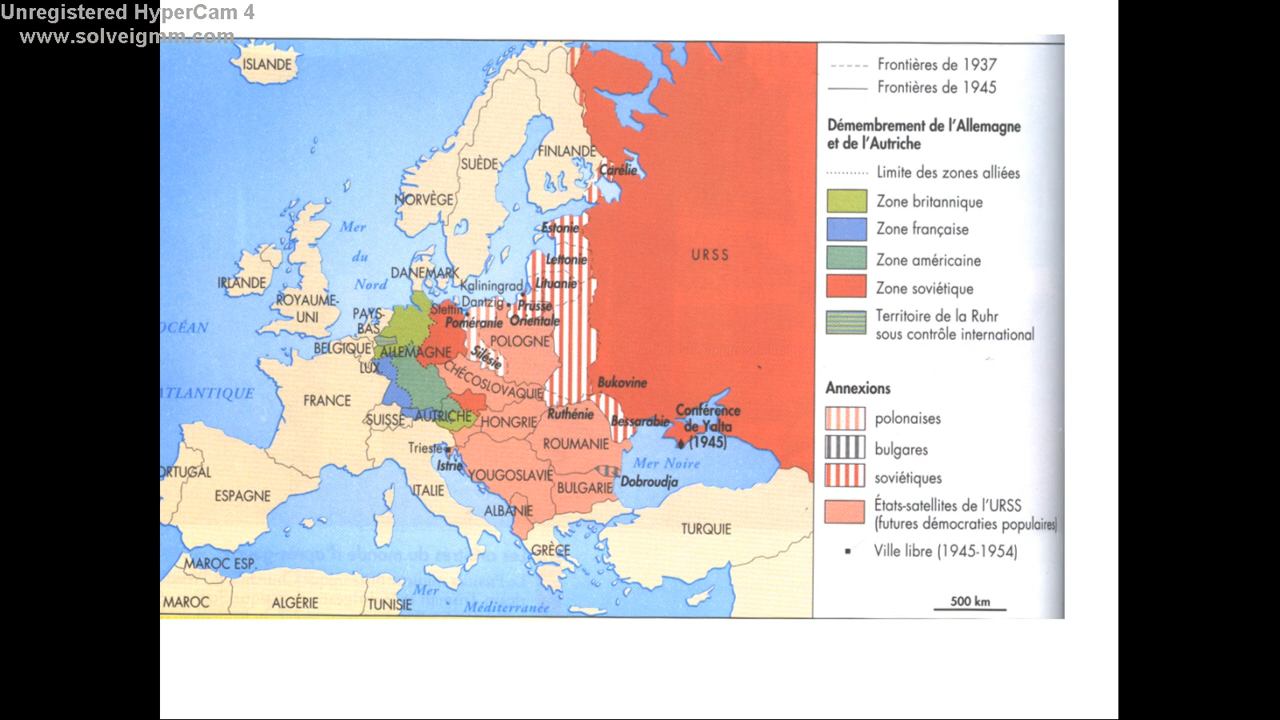 Unregistered HyperCam 4
www.solveigmm.com
ISLANDE
SUÈDE
FINLANDE
Carélie
NORVÈGE
Mer
du
Nord
Estonie
Lettonie
Lituanie
URSS
DANEMARK
Kaliningrad
Dantzig
Prusse
Orientale
IRLANDE
ROYAUME-
UNI
PAYS-
BAS
Stettin
Poméranie
POLOGNE
Silésie
OCÉAN
ATLANTIQUE
BELGIQUE
LUX
ALLEMAGNE
CHÉCOSLOVAQUIE
FRANCE
SUISSE
AUTRICHE
HONGRIE
Ruthénie
Bukovine
Bessarabie
Conférence
de Yalta
(1945)
ROUMANIE
Mer Noire
Trieste
Istrie
YOUGOSLAVIE
BULGARIE
Dobroudja
ITALIE
ALBANIE
GRÈCE
TURQUIE
PORTUGAL
ESPAGNE
MAROC ESP.
MAROC
ALGÉRIE
TUNISIE
Mer
Méditerranée
Frontières de 1937
Frontières de 1945
Démembrement de l'Allemagne
et de l'Autriche
Limite des zones alliées
Zone britannique
Zone française
Zone américaine
Zone soviétique
Territoire de la Ruhr
sous contrôle international
Annexions
polonaises
bulgares
soviétiques
États-satellites de l'URSS
(futures démocraties populaires)
Ville libre (1945-1954)
500 km